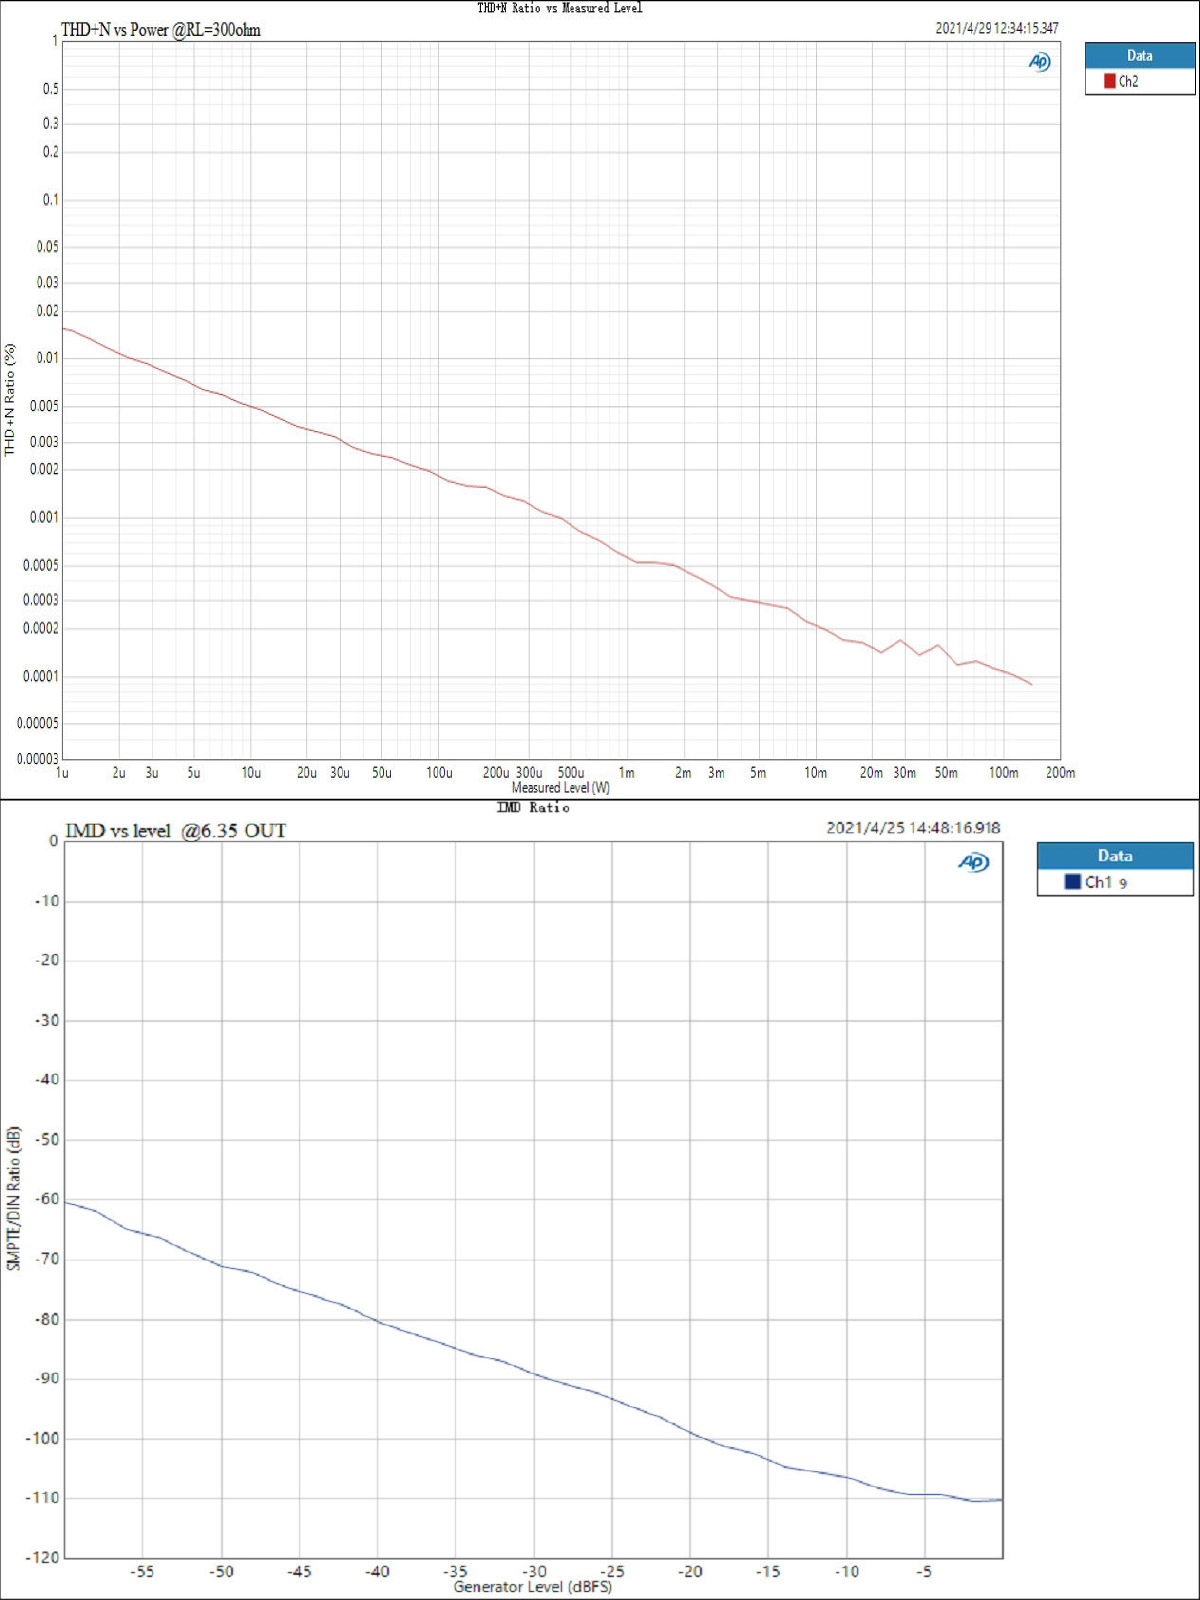 THD+N Ratio vs Measured Level
THD+N vs Power @RL=300ohm
2021/4/29 12:34:15.347
AP
Data
Ch2
THD+N Ratio (%)
1
0.5
0.3
0.2
0.1
0.05
0.03
0.02
0.01
0.005
0.003
0.002
0.001
0.0005
0.0003
0.0002
0.0001
0.00005
0.00003
1u 2u 3u 5u 10u 20u 30u 50u 100u 200u 300u 500u 1m 2m 3m 5m 10m 20m 30m 50m 100m 200m
Measured Level (W)
IMD Ratio
IMD vs level @6.35 OUT
2021/4/25 14:48:16.918
AP
Data
Ch1 9
SMPTE/DIN Ratio (dB)
0
-10
-20
-30
-40
-50
-60
-70
-80
-90
-100
-110
-120
-55 -50 -45 -40 -35 -30 -25 -20 -15 -10 -5
Generator Level (dBFS)